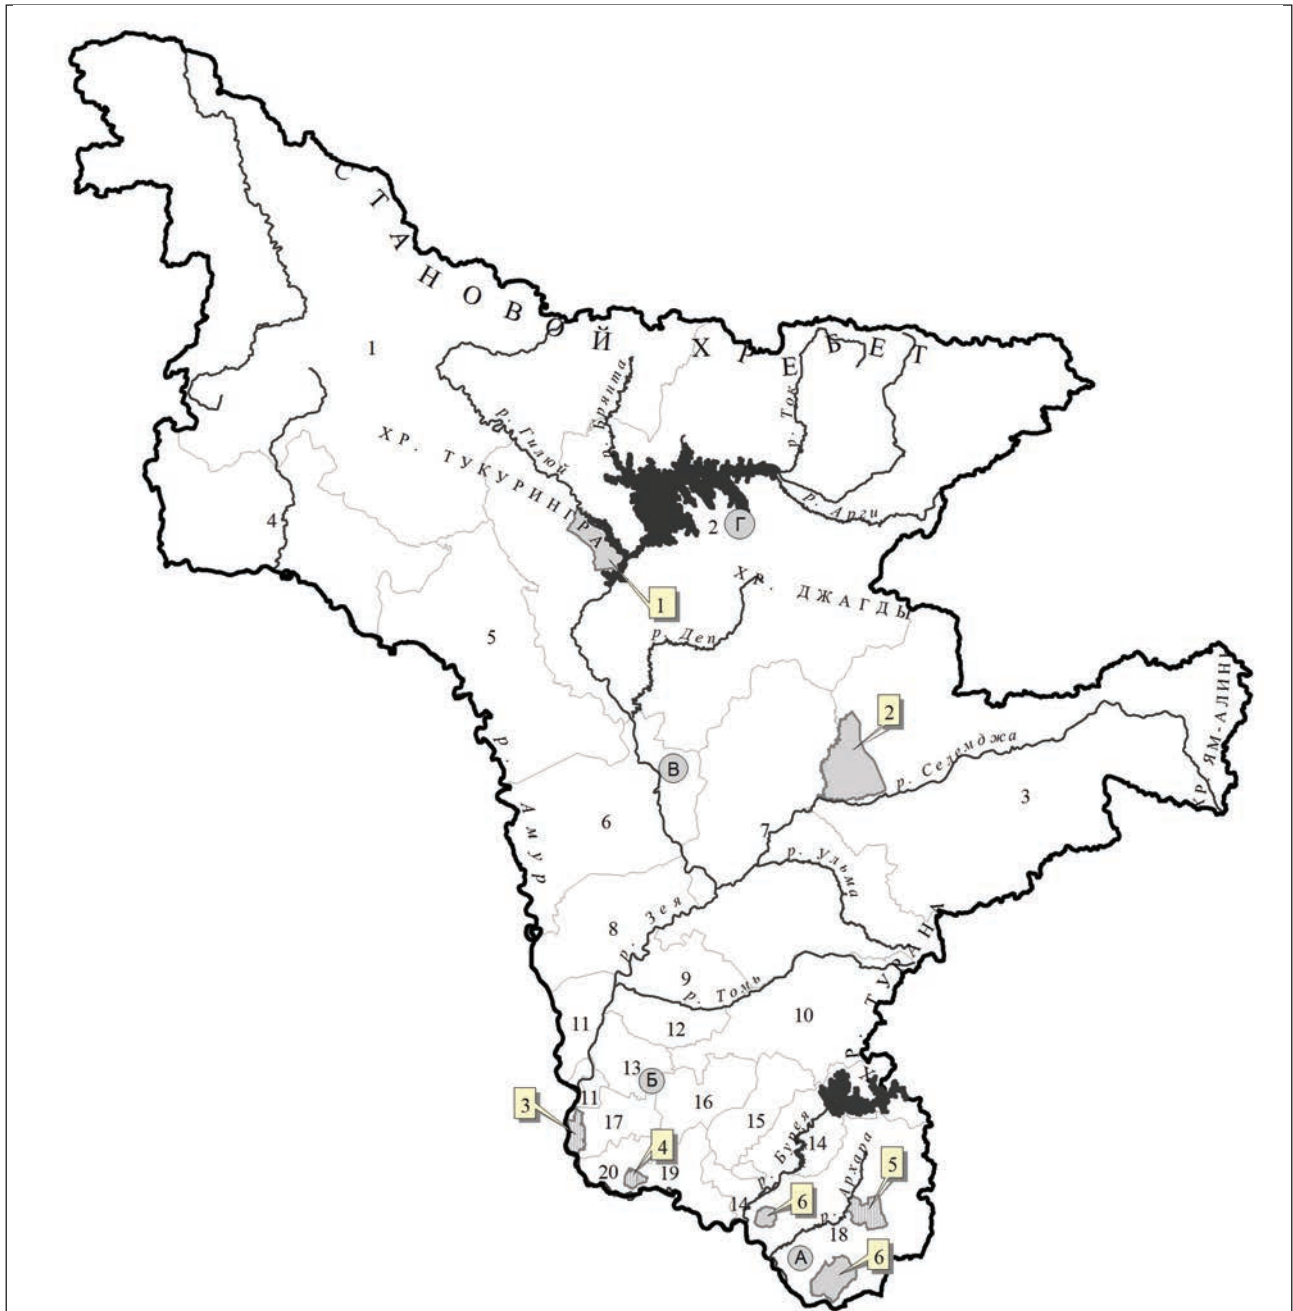 СТАНОВОЙ ХРЕБЕТ
1
р. Гилюй
р. Брянта
р. Ток
р. Арги
ХР. ТУКУРИНГРА
4
2
Г
1
ХР. ДЖАГДЫ
р. Деп
5
2
р. Селемджа
ХР. ЯМ-АЛИНЬ
р. Амур
В
3
6
7
р. Ульма
8
р. Зея
ХР. ТУРАНА
9
р. Томь
10
11
12
13
Б
3
11
17
16
15
р. Бурея
14
р. Архара
4
20
19
5
14
6
18
А
6